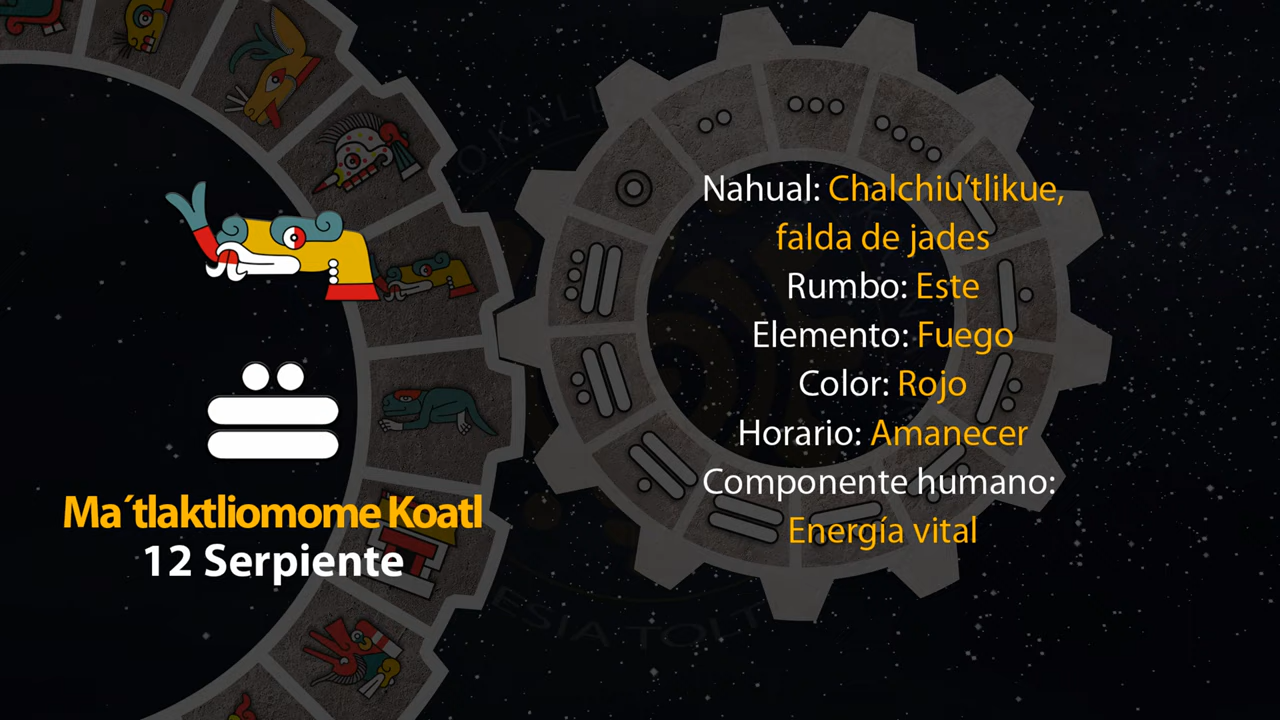 Ma´tlaktliomome Koatl
12 Serpiente
Nahual: Chalchiu’tlikue,
falda de jades
Rumbo: Este
Elemento: Fuego
Color: Rojo
Horario: Amanecer
Componente humano:
Energía vital